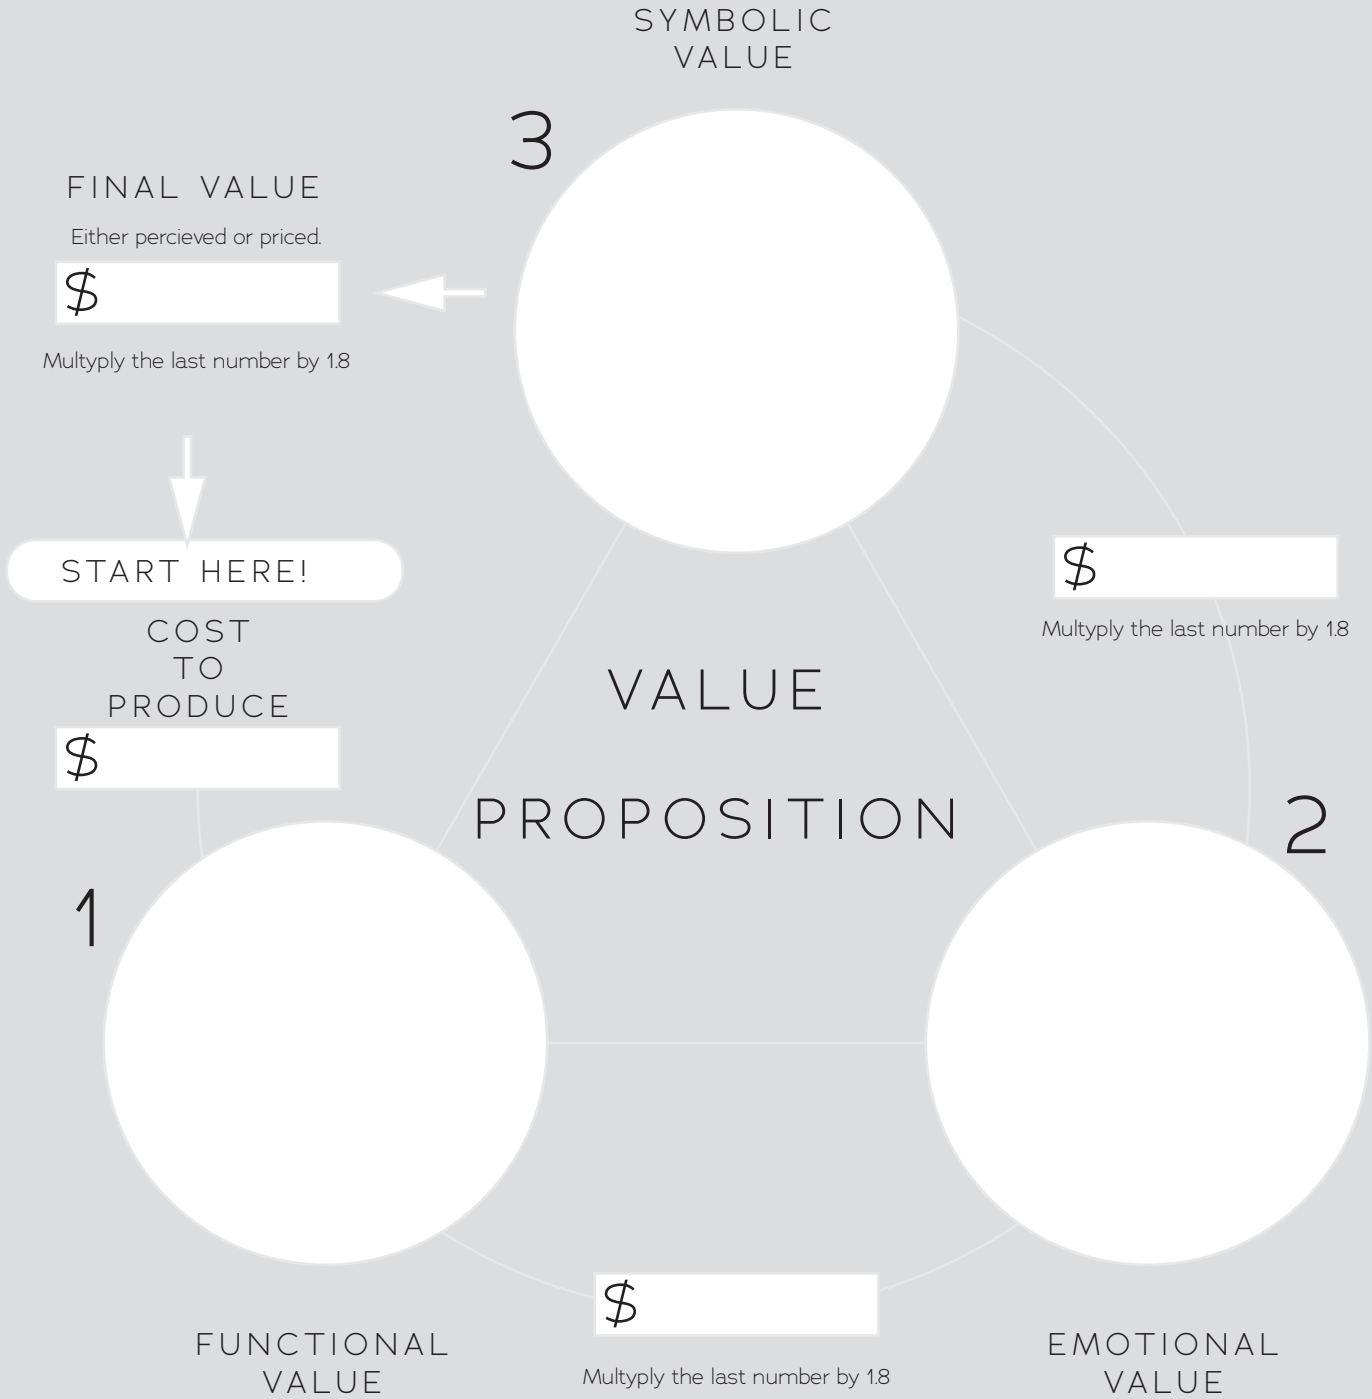 SYMBOLIC
VALUE
3
FINAL VALUE
Either percieved or priced.
$
Multyply the last number by 1.8
START HERE!
COST
TO
PRODUCE
$
$
Multyply the last number by 1.8
VALUE
PROPOSITION
1
2
$
Multyply the last number by 1.8
FUNCTIONAL
VALUE
EMOTIONAL
VALUE